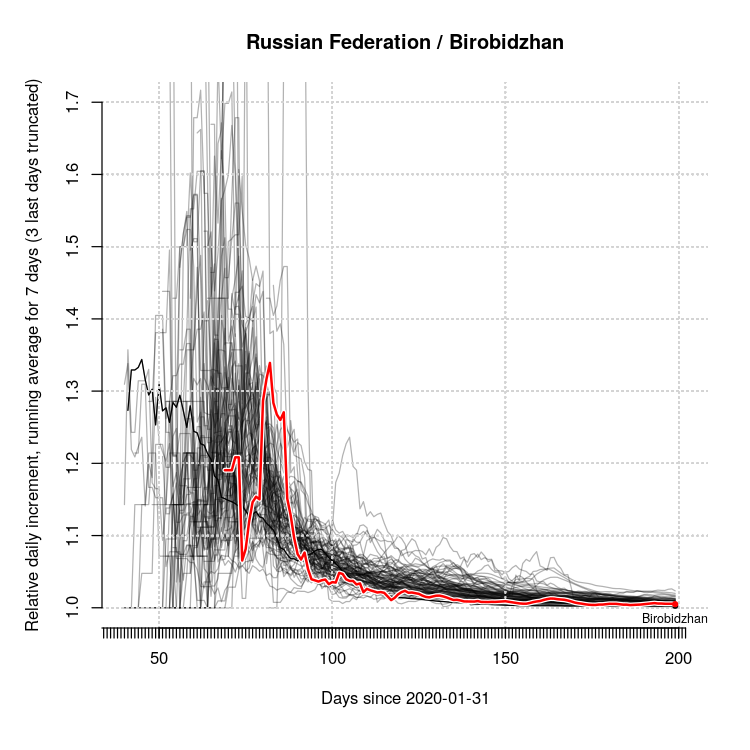 Russian Federation / Birobidzhan
Relative daily increment, running average for 7 days (3 last days truncated)
1.7
1.6
1.5
1.4
1.3
1.2
1.1
1.0
Birobidzhan
50 100 150 200
Days since 2020-01-31